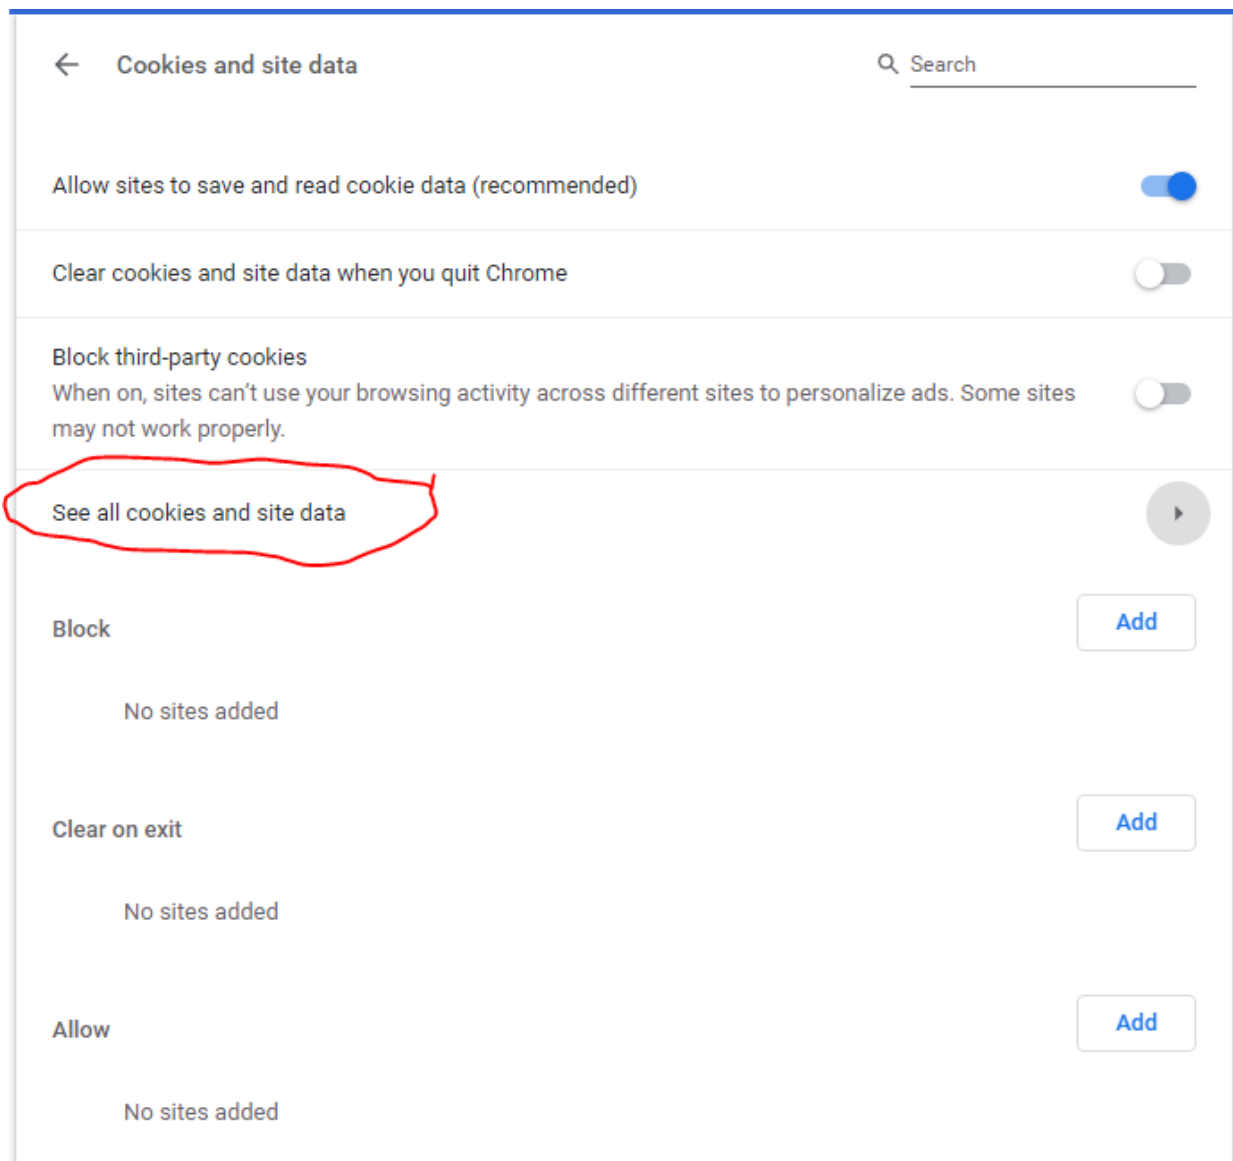 Cookies and site data
Search
Allow sites to save and read cookie data (recommended)
Clear cookies and site data when you quit Chrome
Block third-party cookies
When on, sites can’t use your browsing activity across different sites to personalize ads. Some sites
may not work properly.
See all cookies and site data
Block
Add
No sites added
Clear on exit
Add
No sites added
Allow
Add
No sites added